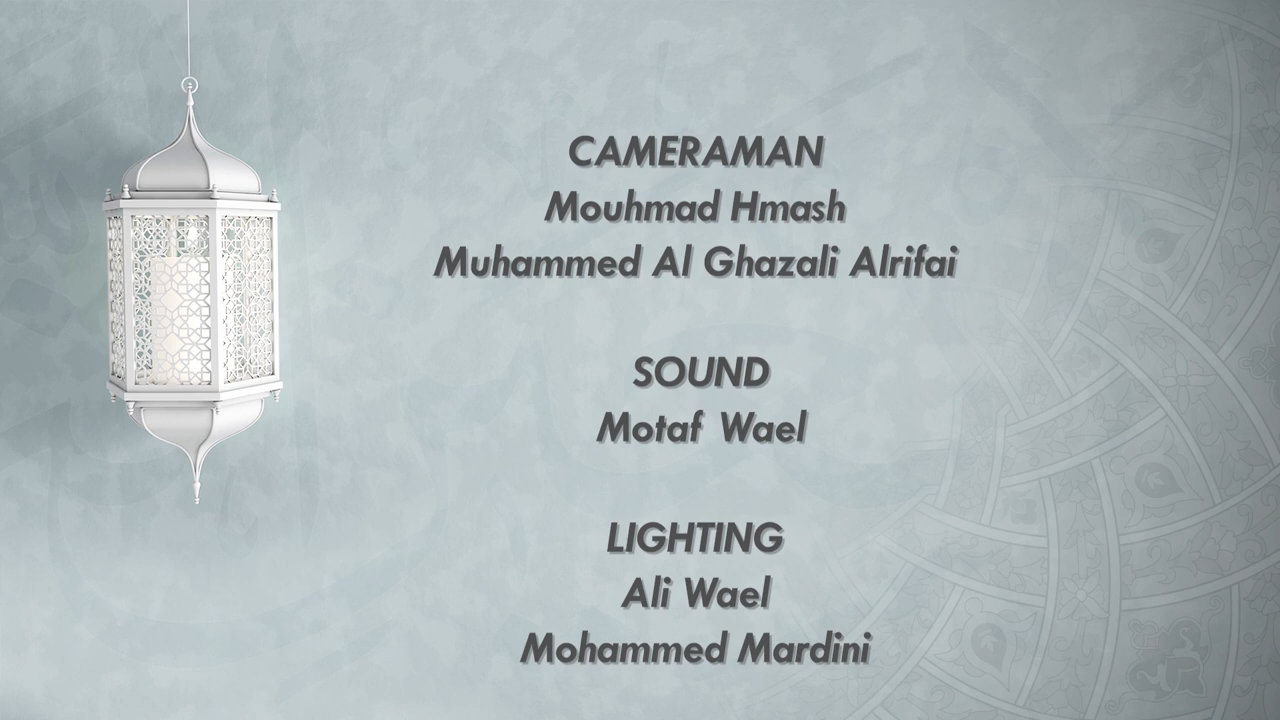 CAMERAMAN
Mouhmad Hmash
Muhammed Al Ghazali Alrifai
SOUND
Motaf Wael
LIGHTING
Ali Wael
Mohammed Mardini